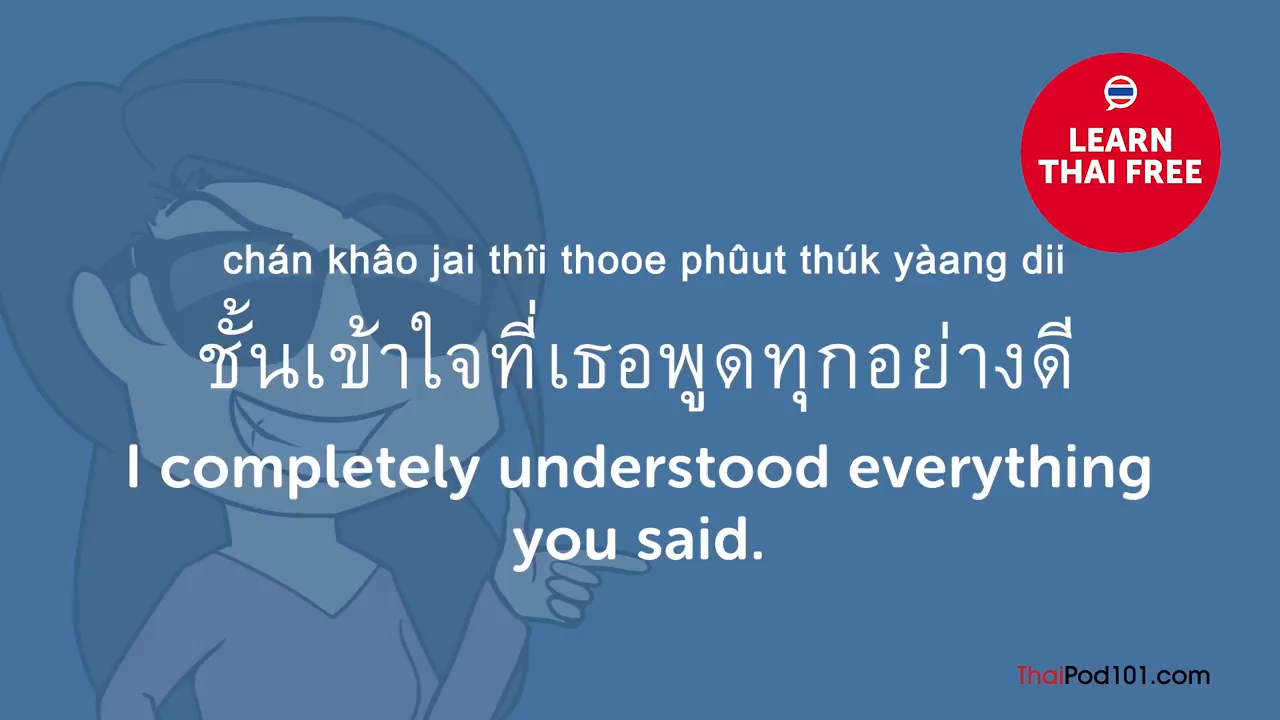 LEARN
THAI FREE
chán khâo jai thîi thooe phûut thúk yàang dii
ชั้นเข้าใจที่เธอพูดทุกอย่างดี
I completely understood everything
you said.
ThaiPod101.com